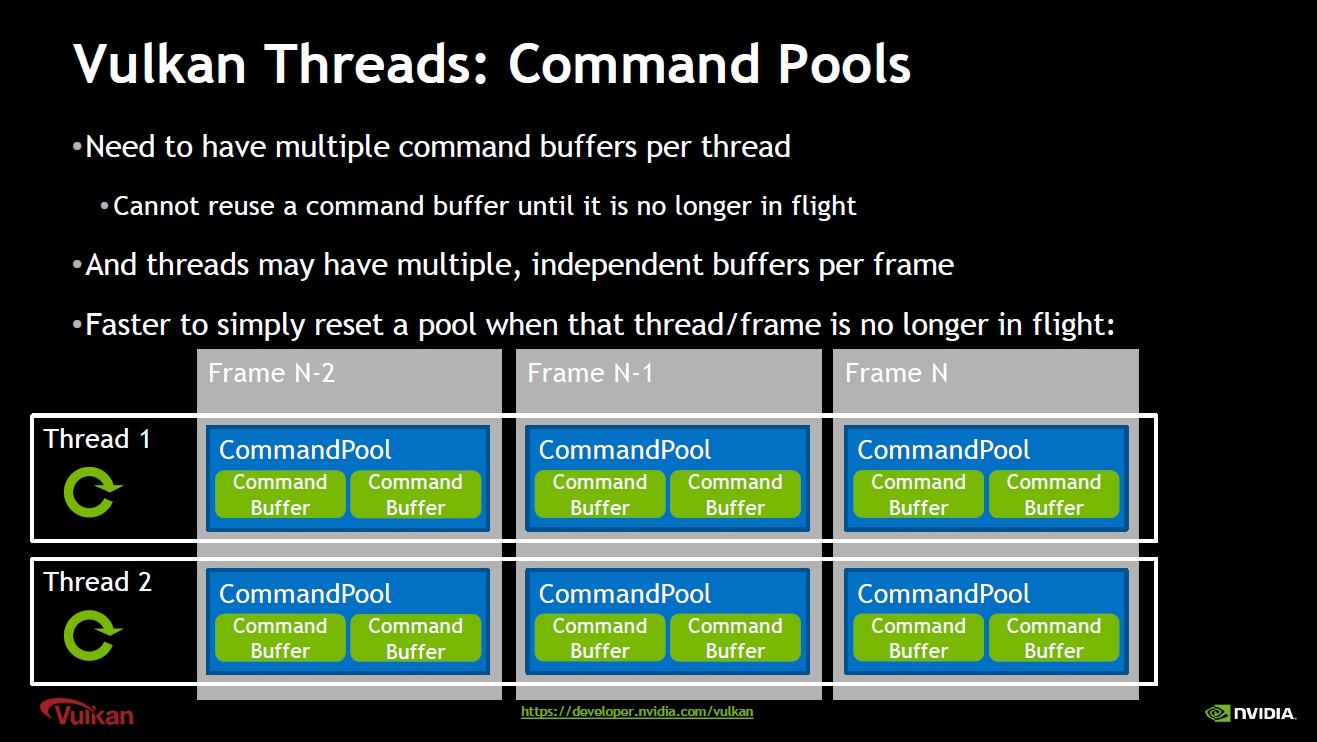 Vulkan Threads: Command Pools
•Need to have multiple command buffers per thread
•Cannot reuse a command buffer until it is no longer in flight
•And threads may have multiple, independent buffers per frame
•Faster to simply reset a pool when that thread/frame is no longer in flight:
Frame N-2
Frame N-1
Frame N
Thread 1
CommandPool
Command
Buffer
Command
Buffer
CommandPool
Command
Buffer
Command
Buffer
CommandPool
Command
Buffer
Command
Buffer
Thread 2
CommandPool
Command
Buffer
Command
Buffer
CommandPool
Command
Buffer
Command
Buffer
CommandPool
Command
Buffer
Command
Buffer
Vulkan
https://developer.nvidia.com/vulkan
NVIDIA.